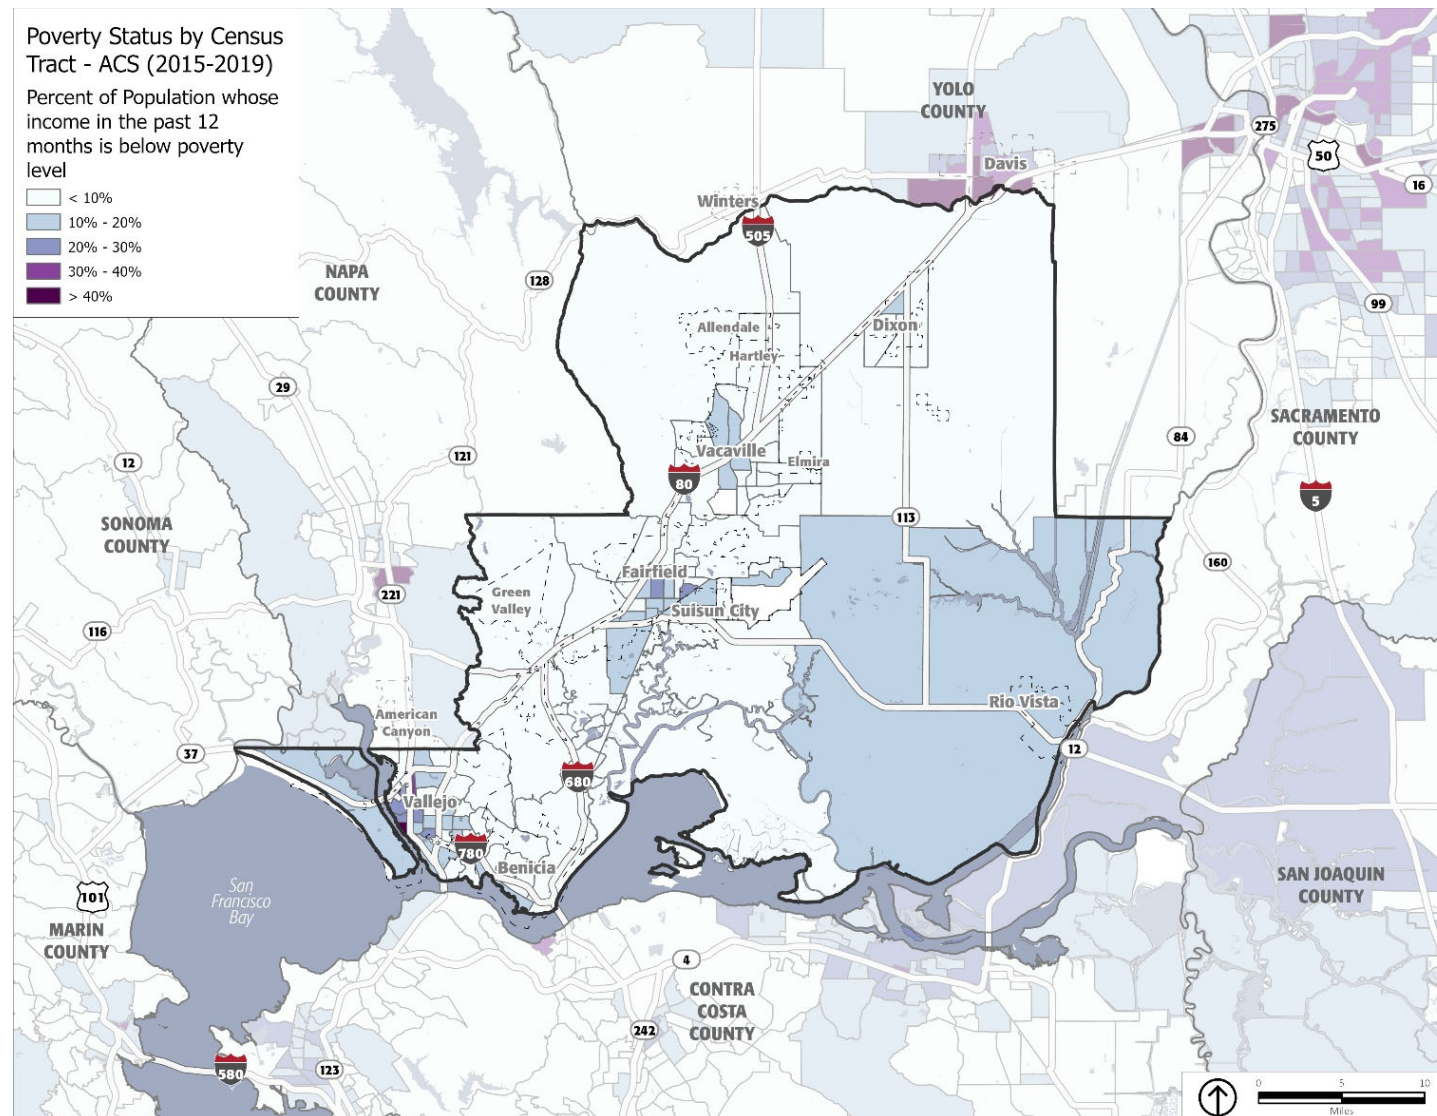 Poverty Status by Census
Tract - ACS (2015-2019)
Percent of Population whose
income in the past 12
months is below poverty
level
< 10%
10% - 20%
20% - 30%
30% - 40%
> 40%
YOLO
COUNTY
275
50
Davis
16
Winters
505
NAPA
COUNTY
128
99
Allendale
Dixon
Hartley
29
SACRAMENTO
COUNTY
84
121
Vacaville
12
Elmira
80
5
SONOMA
COUNTY
113
160
Fairfield
Green
Valley
221
Suisun City
116
Rio Vista
American
Canyon
37
12
680
Vallejo
780
Benicia
San
Francisco
Bay
101
SAN JOAQUIN
COUNTY
MARIN
COUNTY
4
CONTRA
COSTA
COUNTY
242
580
123
0 5 10
Miles